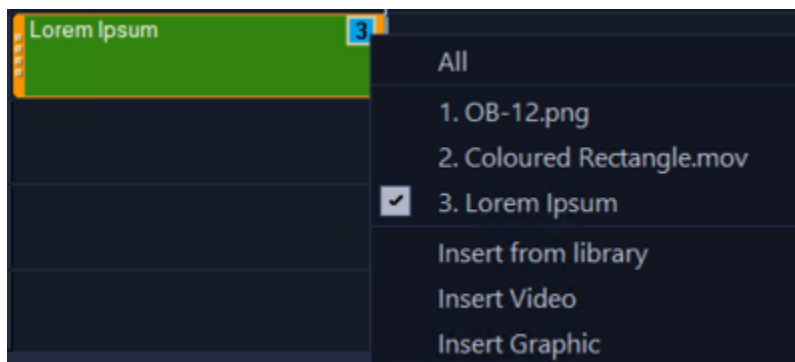 Lorem Ipsum 3
All
1. OB-12.png
2. Coloured Rectangle.mov
3. Lorem Ipsum
Insert from library
Insert Video
Insert Graphic